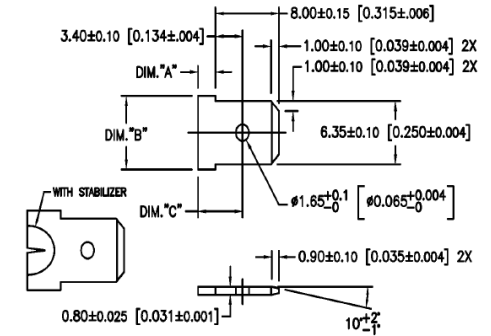 8.00±0.15 [0.315±.006]
3.40±0.10 [0.134±.004]
1.00±0.10 [0.039±0.004] 2X
DIM."A"
1.00±0.10 [0.039±0.004] 2X
DIM."B"
6.35±0.10 [0.250±0.004]
WITH STABILIZER
DIM."C"
ø1.65+0.1 -0 [ø0.065+0.004 -0]
0.90±0.10 [0.035±0.004] 2X
0.80±0.025 [0.031±0.001]
10°+2° -1°